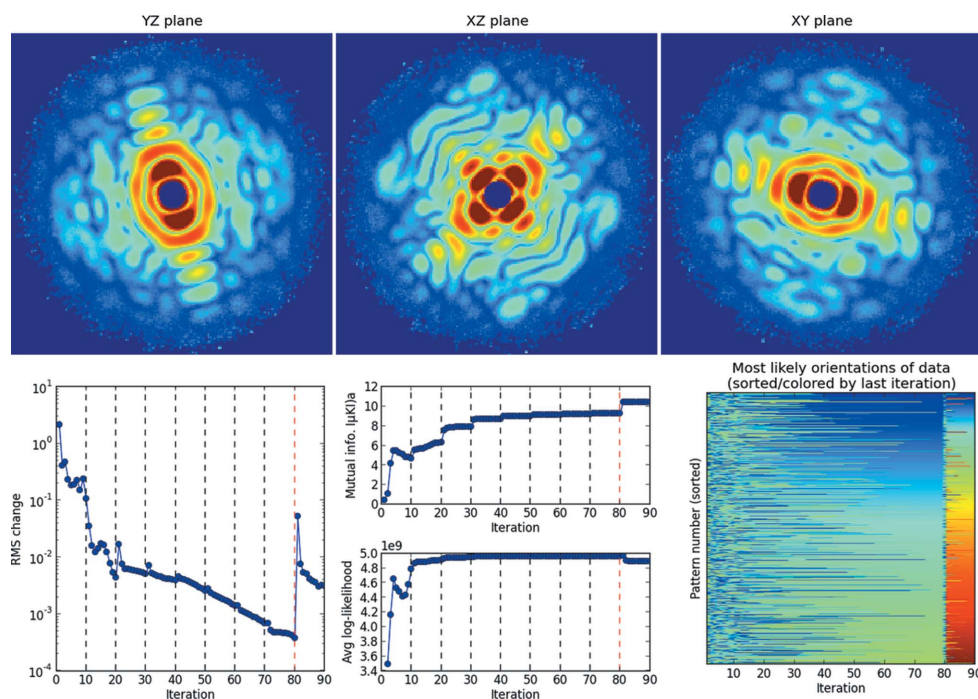 YZ plane
XZ plane
XY plane
RMS change
10^1
10^0
10^-1
10^-2
10^-3
10^-4
0 10 20 30 40 50 60 70 80 90
Iteration
Mutual info. I(μKI)a
12
10
8
6
4
2
0
0 10 20 30 40 50 60 70 80 90
Iteration
Avg log-likelihood
1e9
5.0
4.8
4.6
4.4
4.2
4.0
3.8
3.6
3.4
0 10 20 30 40 50 60 70 80 90
Iteration
Most likely orientations of data
(sorted/colored by last iteration)
Pattern number (sorted)
10 20 30 40 50 60 70 80 90
Iteration